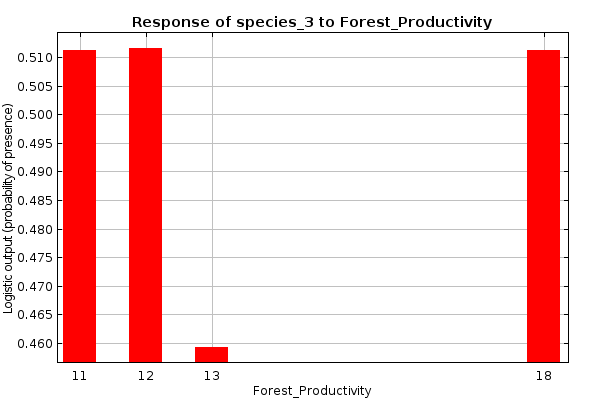 Response of species_3 to Forest_Productivity
Logistic output (probability of presence)
0.510
0.505
0.500
0.495
0.490
0.485
0.480
0.475
0.470
0.465
0.460
11 12 13 18
Forest_Productivity